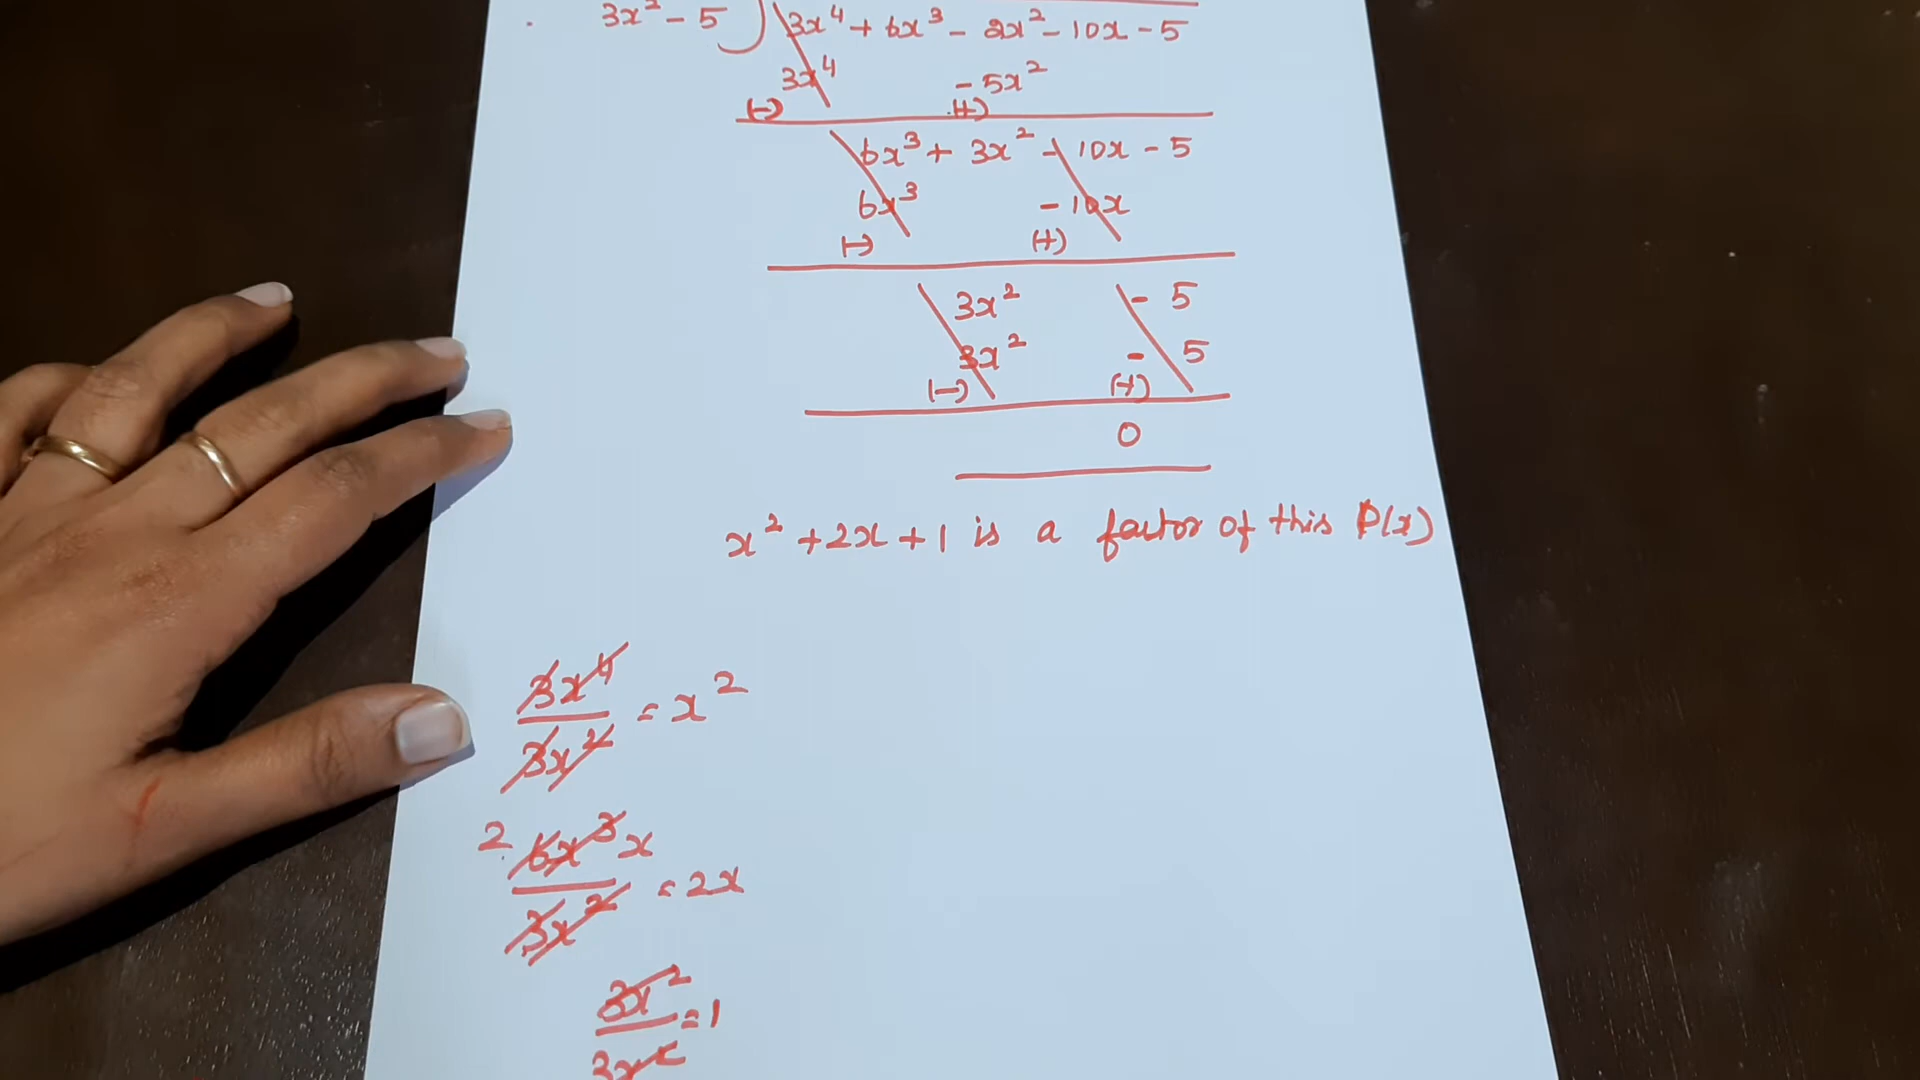 3x² - 5 ) 3x⁴ + 6x³ - 2x² - 10x - 5
3x⁴ - 5x²
(-) (+)
6x³ + 3x² - 10x - 5
6x³ - 10x
(-) (+)
3x² - 5
3x² - 5
(-) (+)
0
x² + 2x + 1 is a factor of this P(x)
3x⁴
3x² = x²
2 6x³ x
3x² = 2x
3x²
3x² = 1